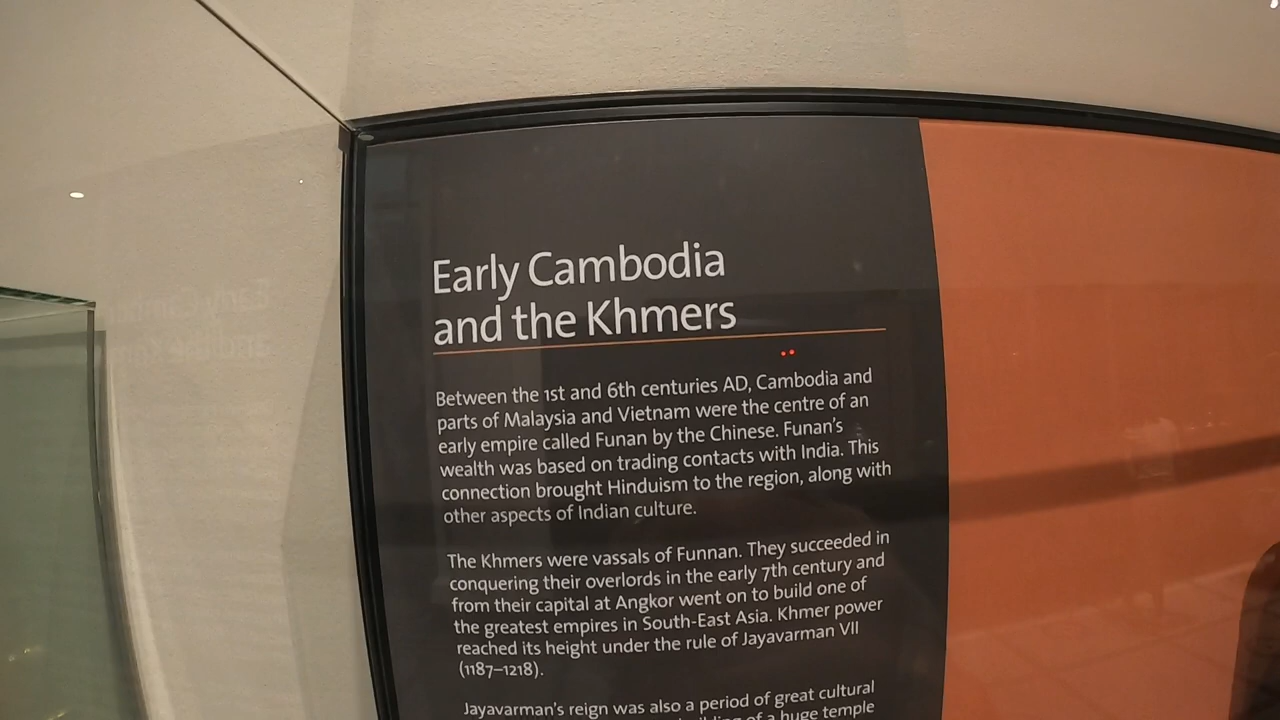 Early Cambodia
and the Khmers
Between the 1st and 6th centuries AD, Cambodia and
parts of Malaysia and Vietnam were the centre of an
early empire called Funan by the Chinese. Funan's
wealth was based on trading contacts with India. This
connection brought Hinduism to the region, along with
other aspects of Indian culture.
The Khmers were vassals of Funnan. They succeeded in
conquering their overlords in the early 7th century and
from their capital at Angkor went on to build one of
the greatest empires in South-East Asia. Khmer power
reached its height under the rule of Jayavarman VII
(1187–1218).
Jayavarman's reign was also a period of great cultural
of a huge temple